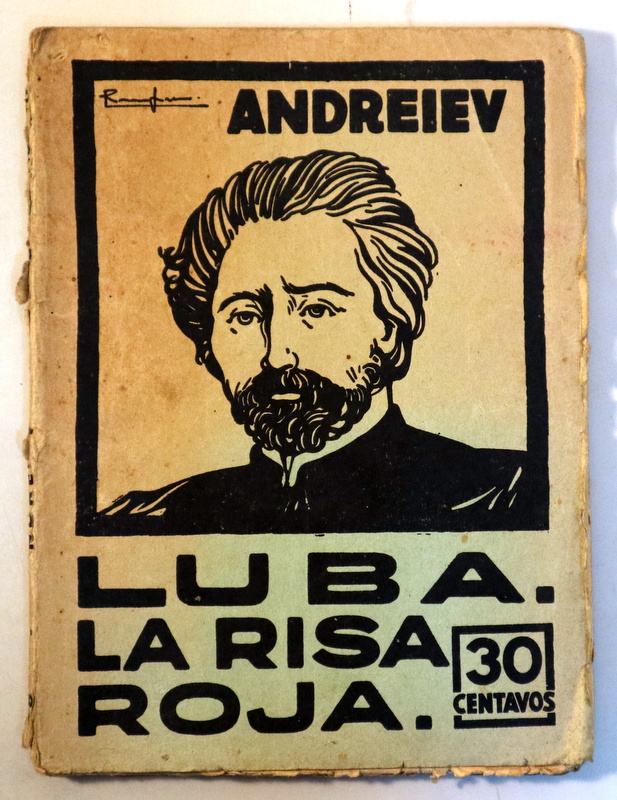 ANDREIEV
LUBA.
LA RISA
ROJA.
30
CENTAVOS